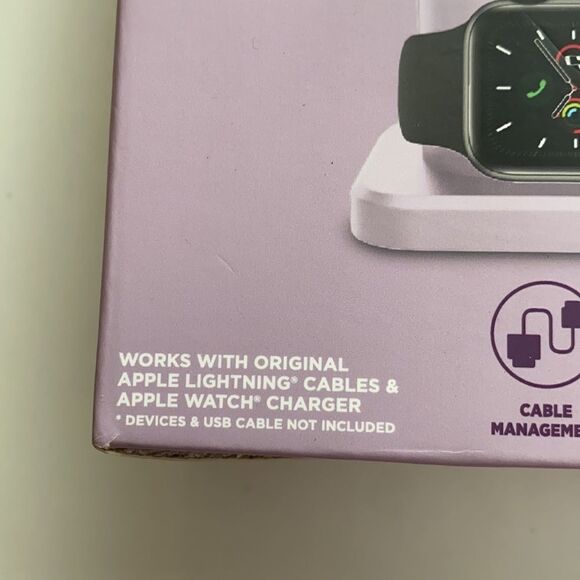 WORKS WITH ORIGINAL
APPLE LIGHTNING® CABLES &
APPLE WATCH® CHARGER
* DEVICES & USB CABLE NOT INCLUDED
CABLE